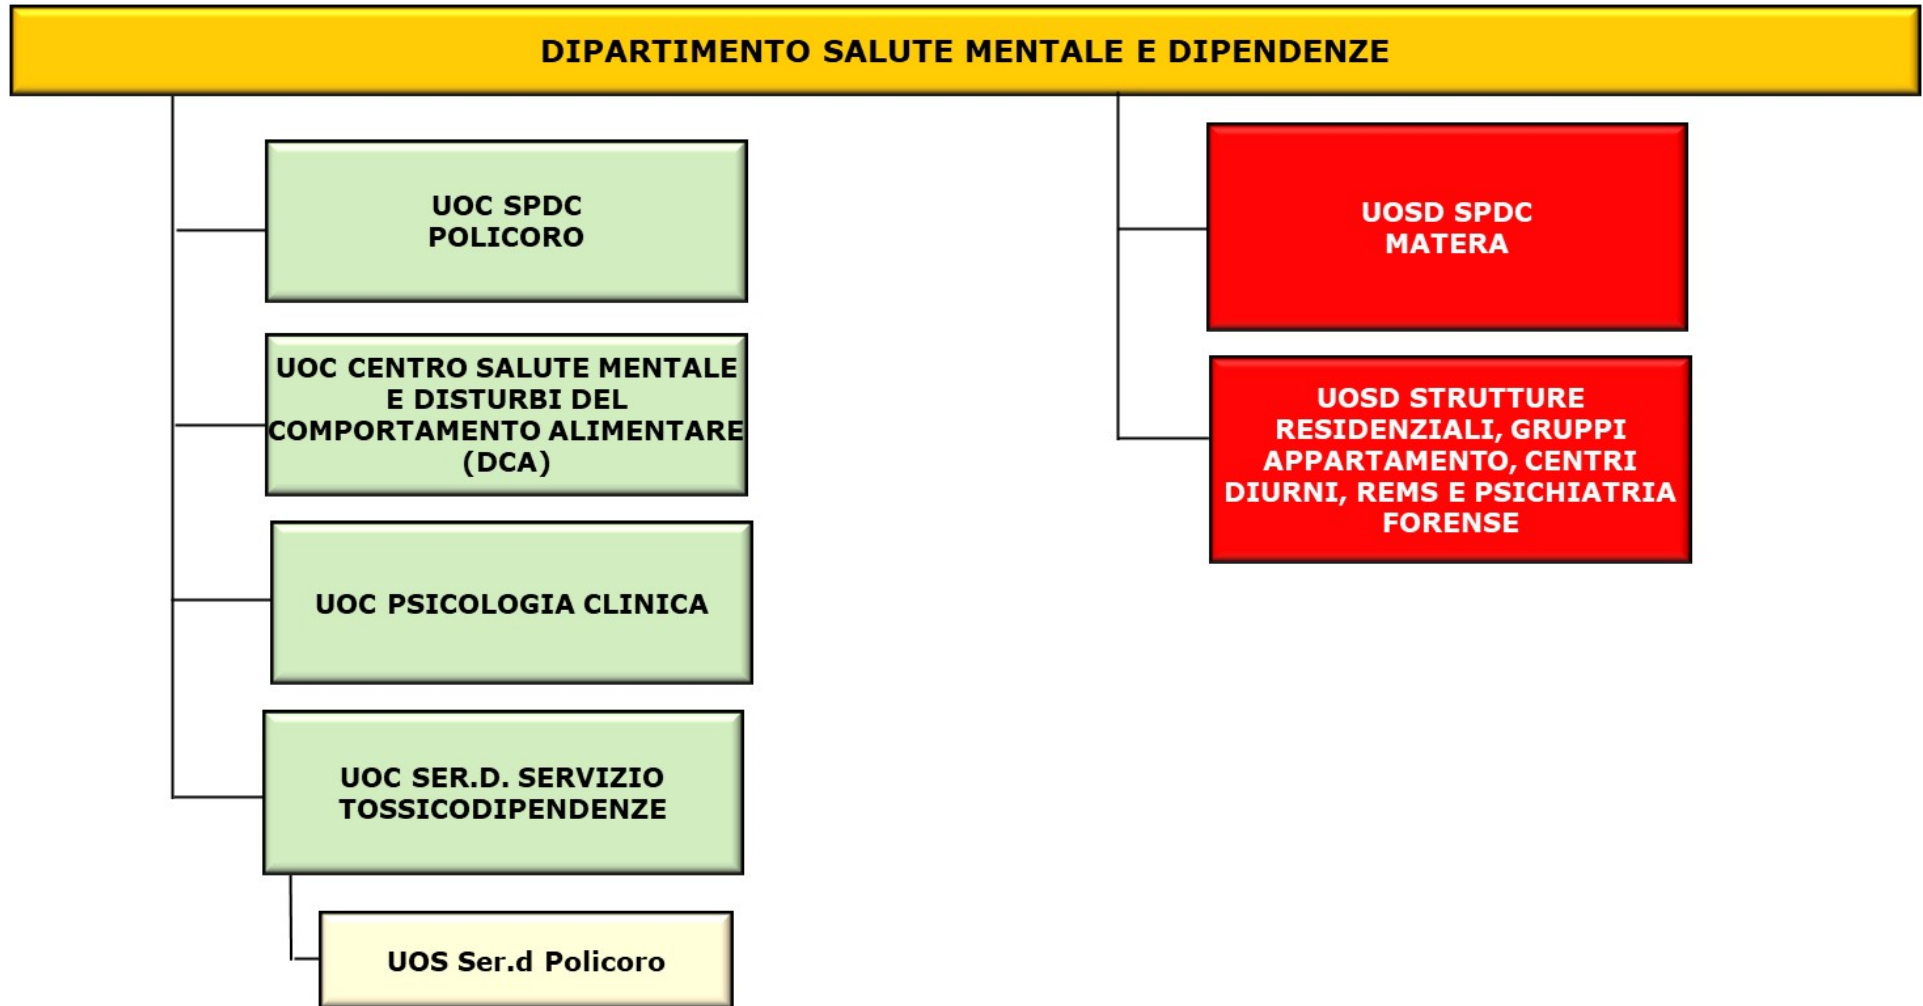 DIPARTIMENTO SALUTE MENTALE E DIPENDENZE
UOC SPDC
POLICORO
UOC CENTRO SALUTE MENTALE
E DISTURBI DEL
COMPORTAMENTO ALIMENTARE
(DCA)
UOC PSICOLOGIA CLINICA
UOC SER.D. SERVIZIO
TOSSICODIPENDENZE
UOS Ser.d Policoro
UOSD SPDC
MATERA
UOSD STRUTTURE
RESIDENZIALI, GRUPPI
APPARTAMENTO, CENTRI
DIURNI, REMS E PSICHIATRIA
FORENSE